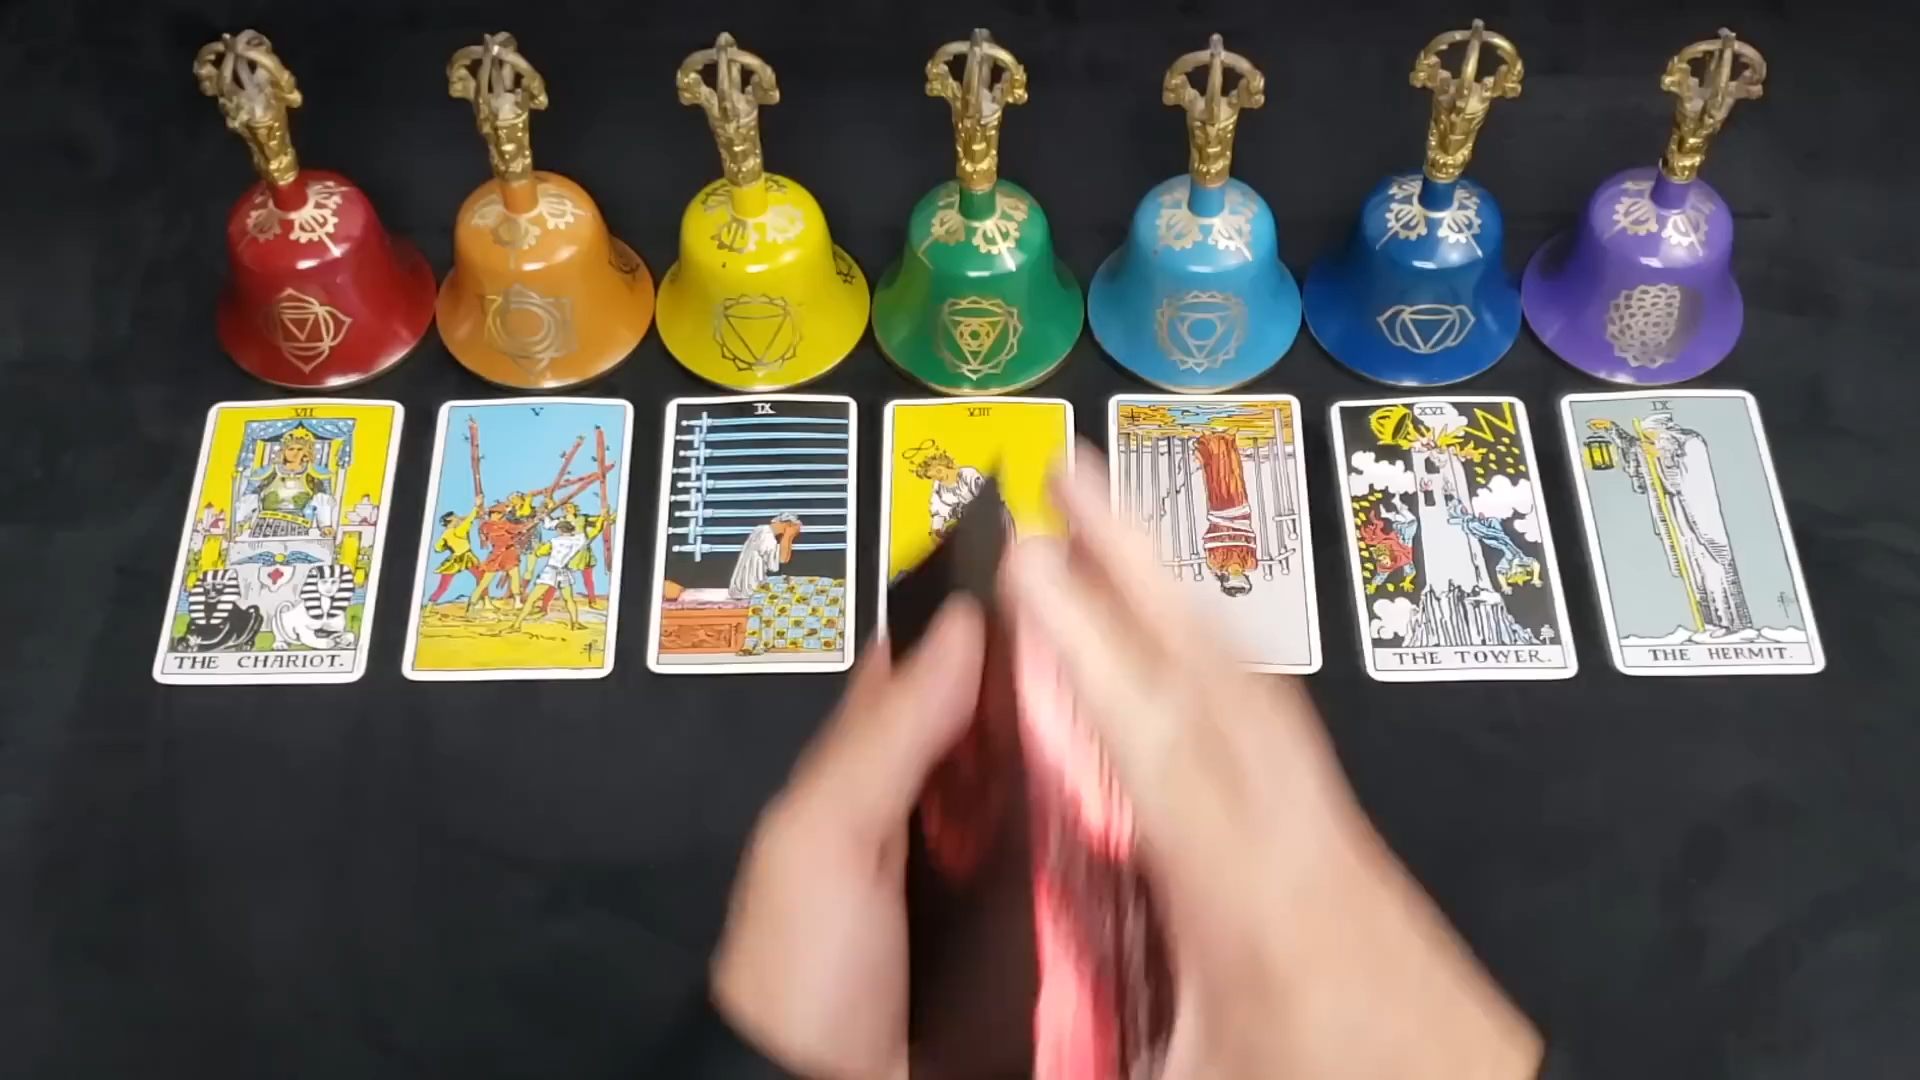 VII
V
IX
VIII
XVI
IX
THE CHARIOT.
THE TOWER.
THE HERMIT.